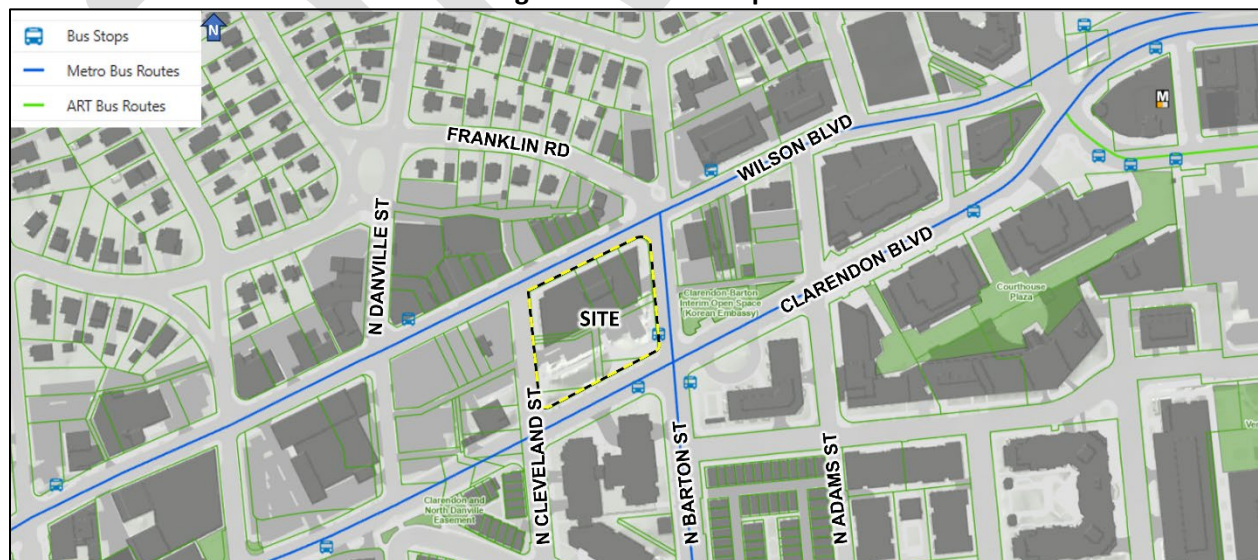 Bus Stops
Metro Bus Routes
ART Bus Routes
N
FRANKLIN RD
WILSON BLVD
M
N DANVILLE ST
CLARENDON BLVD
Courthouse
Plaza
Clarendon-Barton
Interim Open Space
(Korean Embassy)
SITE
N CLEVELAND ST
N BARTON ST
N ADAMS ST
Clarendon and
North Danville
Easement